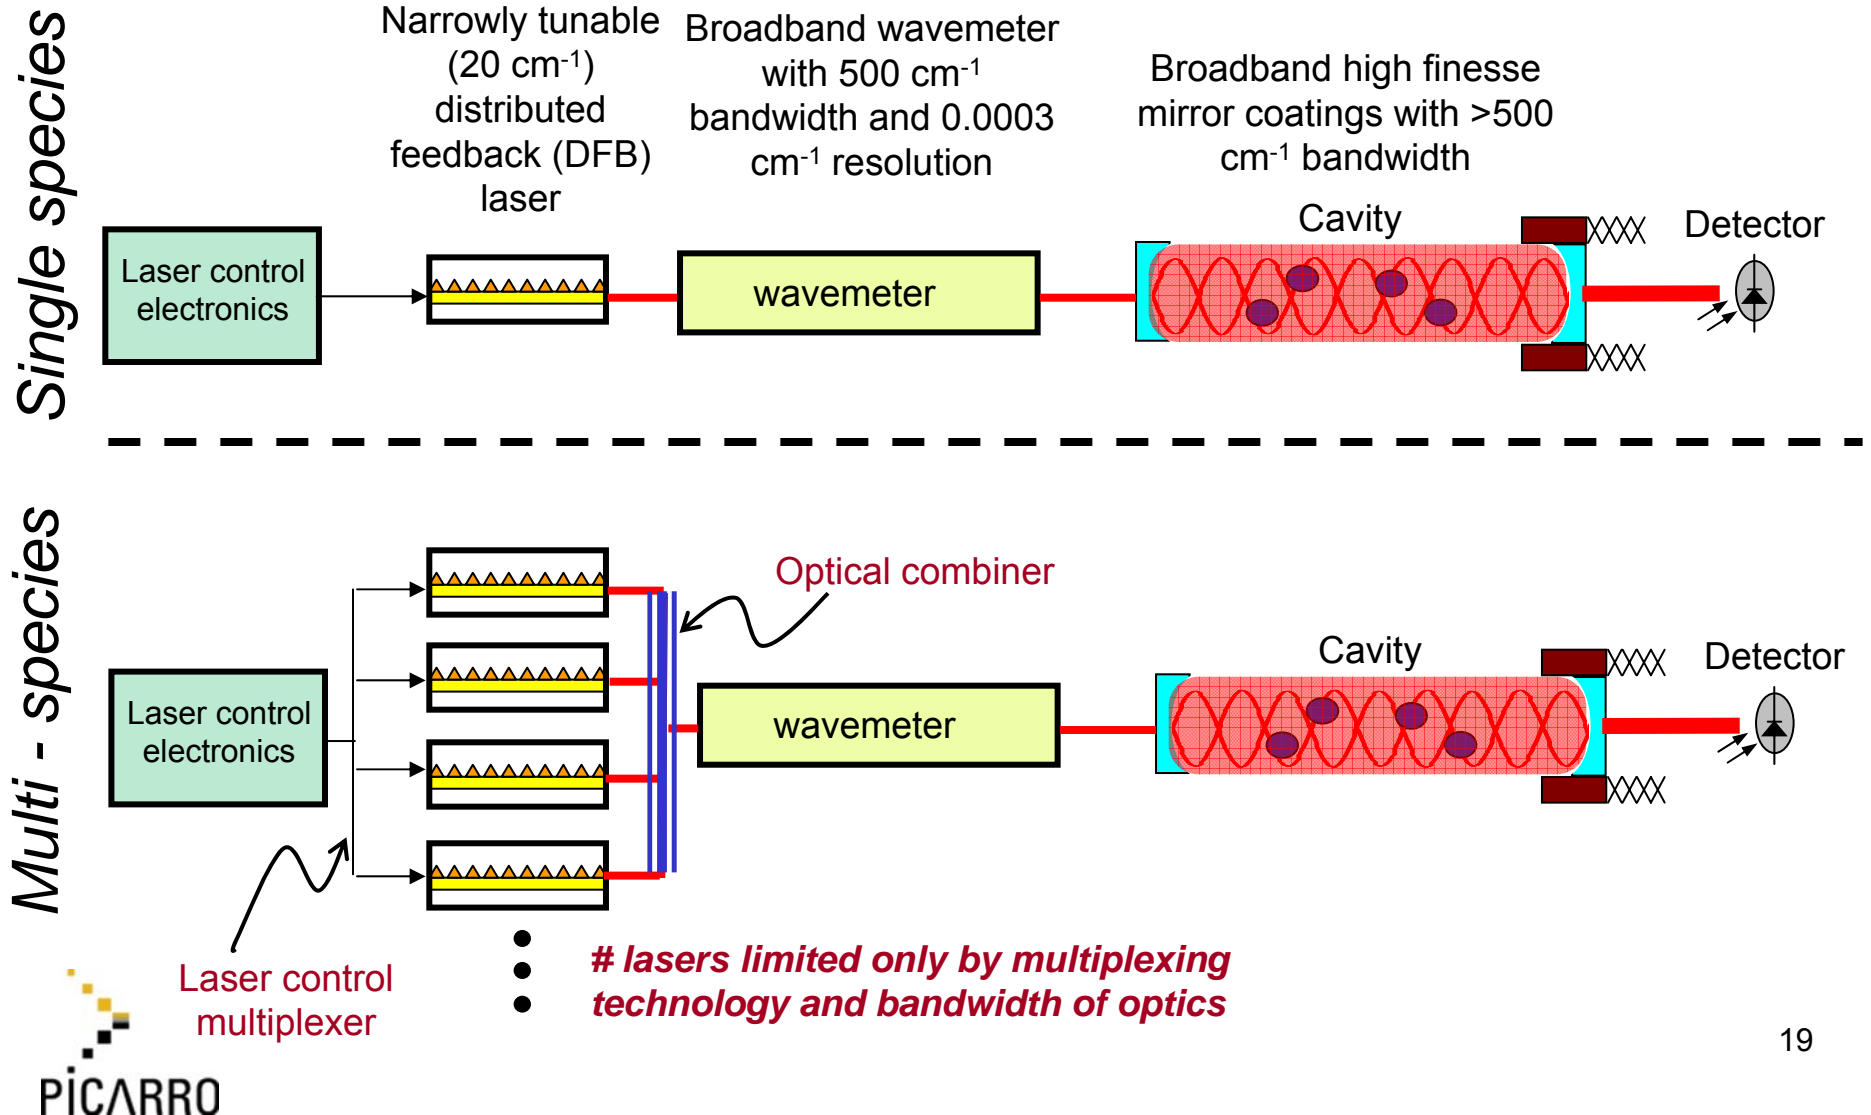 Single species
Narrowly tunable
(20 cm-1)
distributed
feedback (DFB)
laser
Broadband wavemeter
with 500 cm-1
bandwidth and 0.0003
cm-1 resolution
Broadband high finesse
mirror coatings with >500
cm-1 bandwidth
Laser control
electronics
wavemeter
Cavity
Detector
Multi - species
Optical combiner
Laser control
electronics
wavemeter
Cavity
Detector
Laser control
multiplexer
# lasers limited only by multiplexing
technology and bandwidth of optics
PICARRO
19